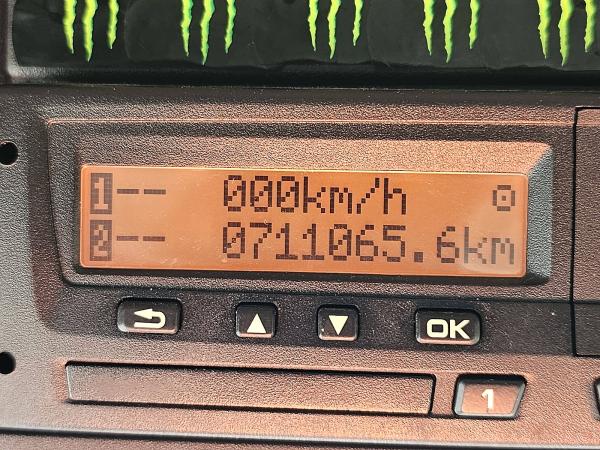 1-- 000km/h ⊙
2-- 0711065.6km
OK
1